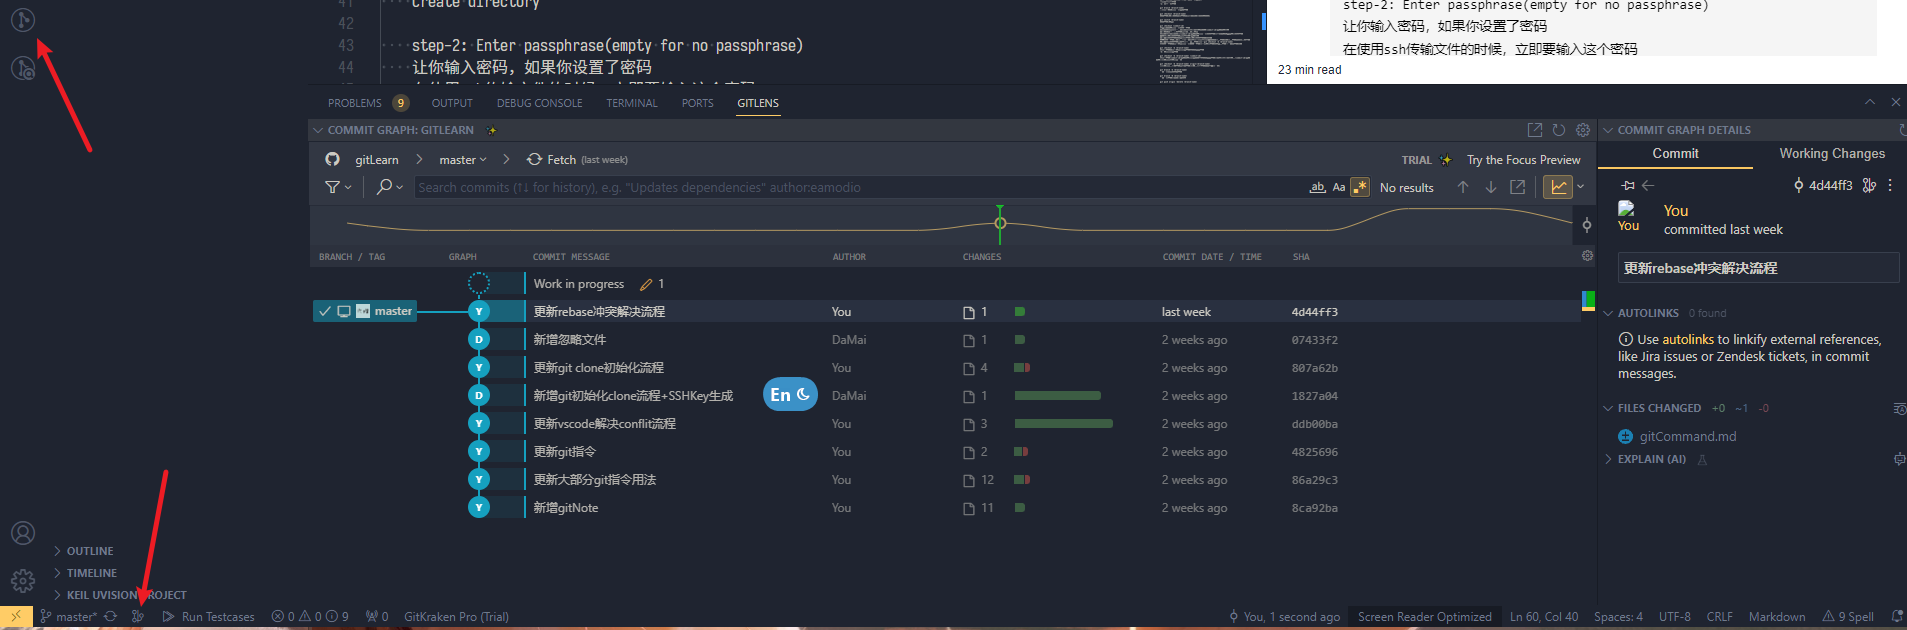 41 create directory
42
43 step-2: Enter passphrase(empty for no passphrase)
44 让你输入密码，如果你设置了密码
step-2: Enter passphrase(empty for no passphrase)
让你输入密码，如果你设置了密码
在使用ssh传输文件的时候，立即要输入这个密码
23 min read
PROBLEMS 9 OUTPUT DEBUG CONSOLE TERMINAL PORTS GITLENS
COMMIT GRAPH: GITLEARN
gitLearn master Fetch (last week)
TRIAL Try the Focus Preview
Search commits (↑↓ for history), e.g. "Updates dependencies" author:eamodio
ab Aa .* No results
BRANCH / TAG GRAPH COMMIT MESSAGE AUTHOR CHANGES COMMIT DATE / TIME SHA
Work in progress 1
master Y 更新rebase冲突解决流程 You 1 last week 4d44ff3
D 新增忽略文件 DaMai 1 2 weeks ago 07433f2
Y 更新git clone初始化流程 You 4 2 weeks ago 807a62b
D 新增git初始化clone流程+SSHKey生成 DaMai 1 2 weeks ago 1827a04
En
Y 更新vscode解决conflit流程 You 3 2 weeks ago ddb00ba
Y 更新git指令 You 2 2 weeks ago 4825696
Y 更新大部分git指令用法 You 12 2 weeks ago 86a29c3
Y 新增gitNote You 11 2 weeks ago 8ca92ba
COMMIT GRAPH DETAILS
Commit Working Changes
4d44ff3
You
You
committed last week
更新rebase冲突解决流程
AUTOLINKS 0 found
Use autolinks to linkify external references,
like Jira issues or Zendesk tickets, in commit
messages.
FILES CHANGED +0 ~1 -0
gitCommand.md
EXPLAIN (AI)
OUTLINE
TIMELINE
KEIL UVISION PROJECT
master* Run Testcases 0 0 9 0 GitKraken Pro (Trial)
You, 1 second ago Screen Reader Optimized Ln 60, Col 40 Spaces: 4 UTF-8 CRLF Markdown 9 Spell